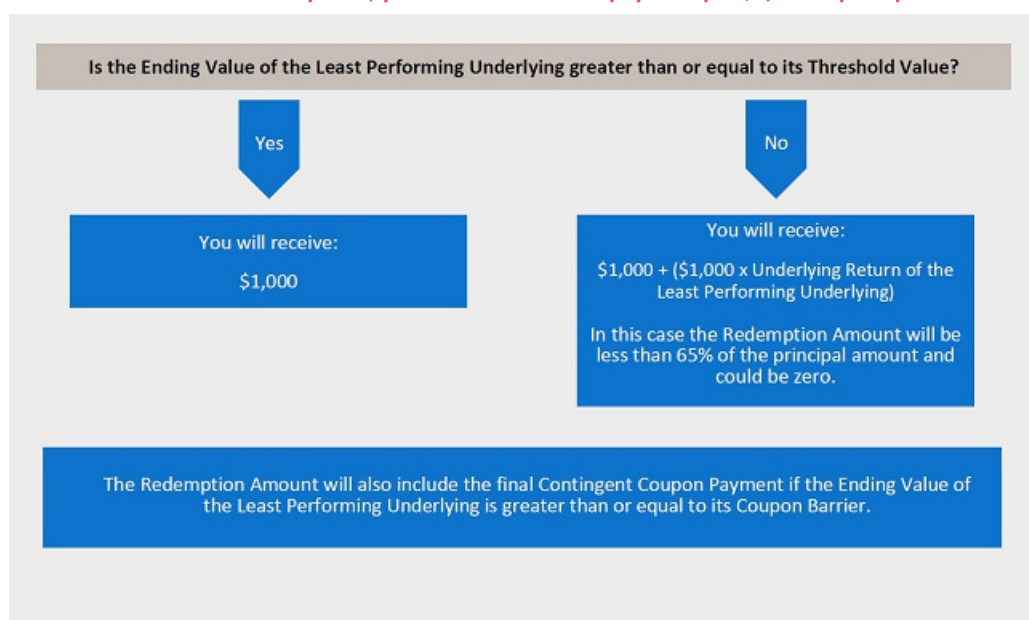 Is the Ending Value of the Least Performing Underlying greater than or equal to its Threshold Value?
Yes
No
You will receive:
$1,000
You will receive:
$1,000 + ($1,000 x Underlying Return of the
Least Performing Underlying)
In this case the Redemption Amount will be
less than 65% of the principal amount and
could be zero.
The Redemption Amount will also include the final Contingent Coupon Payment if the Ending Value of
the Least Performing Underlying is greater than or equal to its Coupon Barrier.